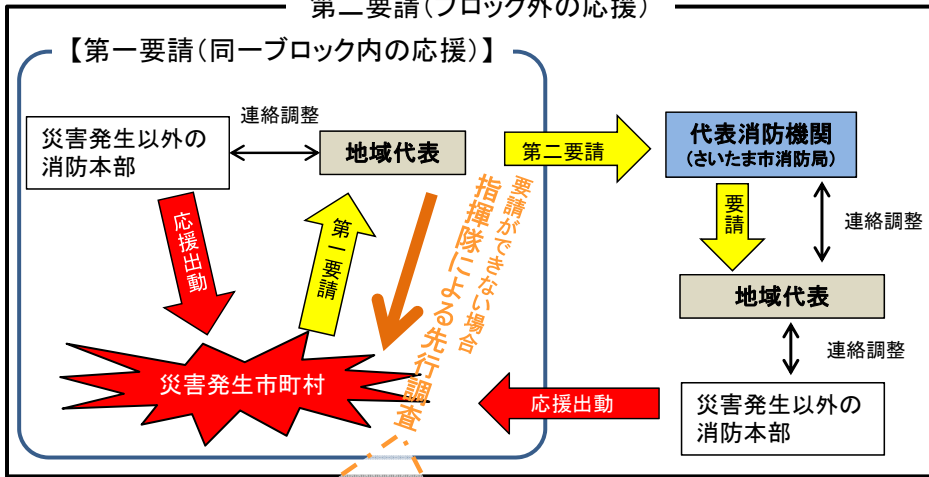 第二要請(ブロック外の応援)
【第一要請(同一ブロック内の応援)】
災害発生以外の
消防本部
連絡調整
地域代表
第二要請
代表消防機関
(さいたま市消防局)
応援出動
第一要請
要請ができない場合
指揮隊による先行調査
要請
連絡調整
地域代表
連絡調整
災害発生市町村
応援出動
災害発生以外の
消防本部